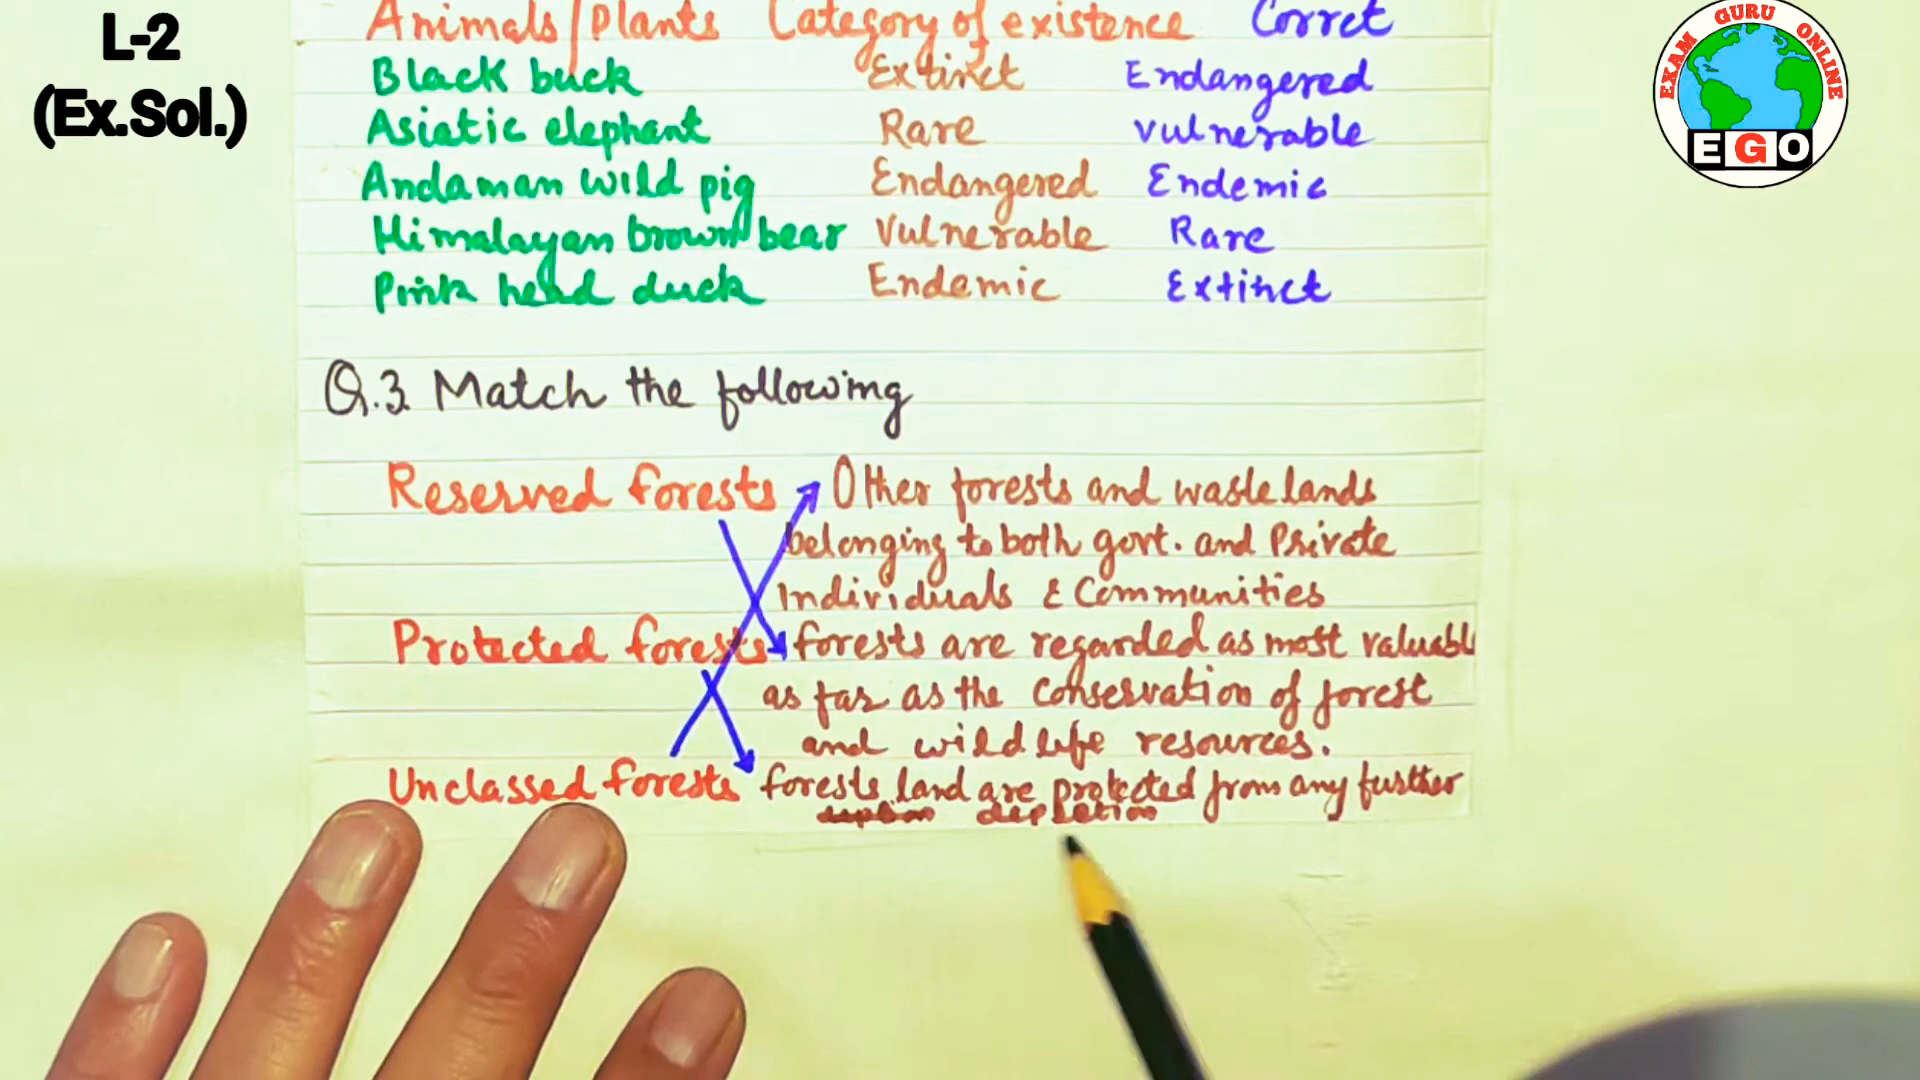 L-2
(Ex.Sol.)
EXAM GURU ONLINE
EGO
Animals/Plants Category of existence Corret
Black buck Extinct Endangered
Asiatic elephant Rare vulnerable
Andaman wild pig Endangered Endemic
Himalayan brown bear Vulnerable Rare
Pink head duck Endemic Extinct
Q.3. Match the following
Reserved forests Other forests and wastelands
belonging to both govt. and Private
Individuals & Communities
Protected forests forests are regarded as most valuabl
as far as the conservation of forest
and wildlife resources.
Unclassed forests forests land are protected from any further
depletion